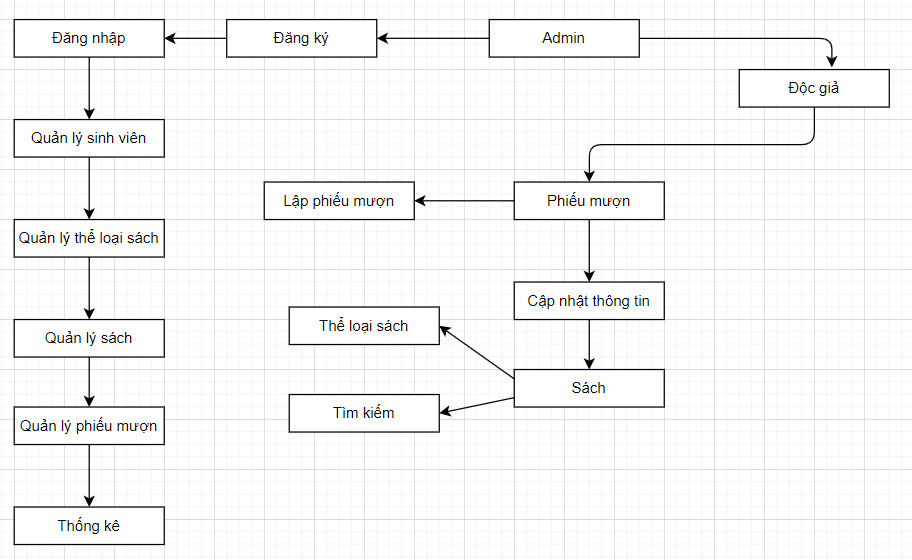 Đăng nhập
Đăng ký
Admin
Độc giả
Quản lý sinh viên
Lập phiếu mượn
Phiếu mượn
Quản lý thể loại sách
Cập nhật thông tin
Thể loại sách
Quản lý sách
Sách
Tìm kiếm
Quản lý phiếu mượn
Thống kê